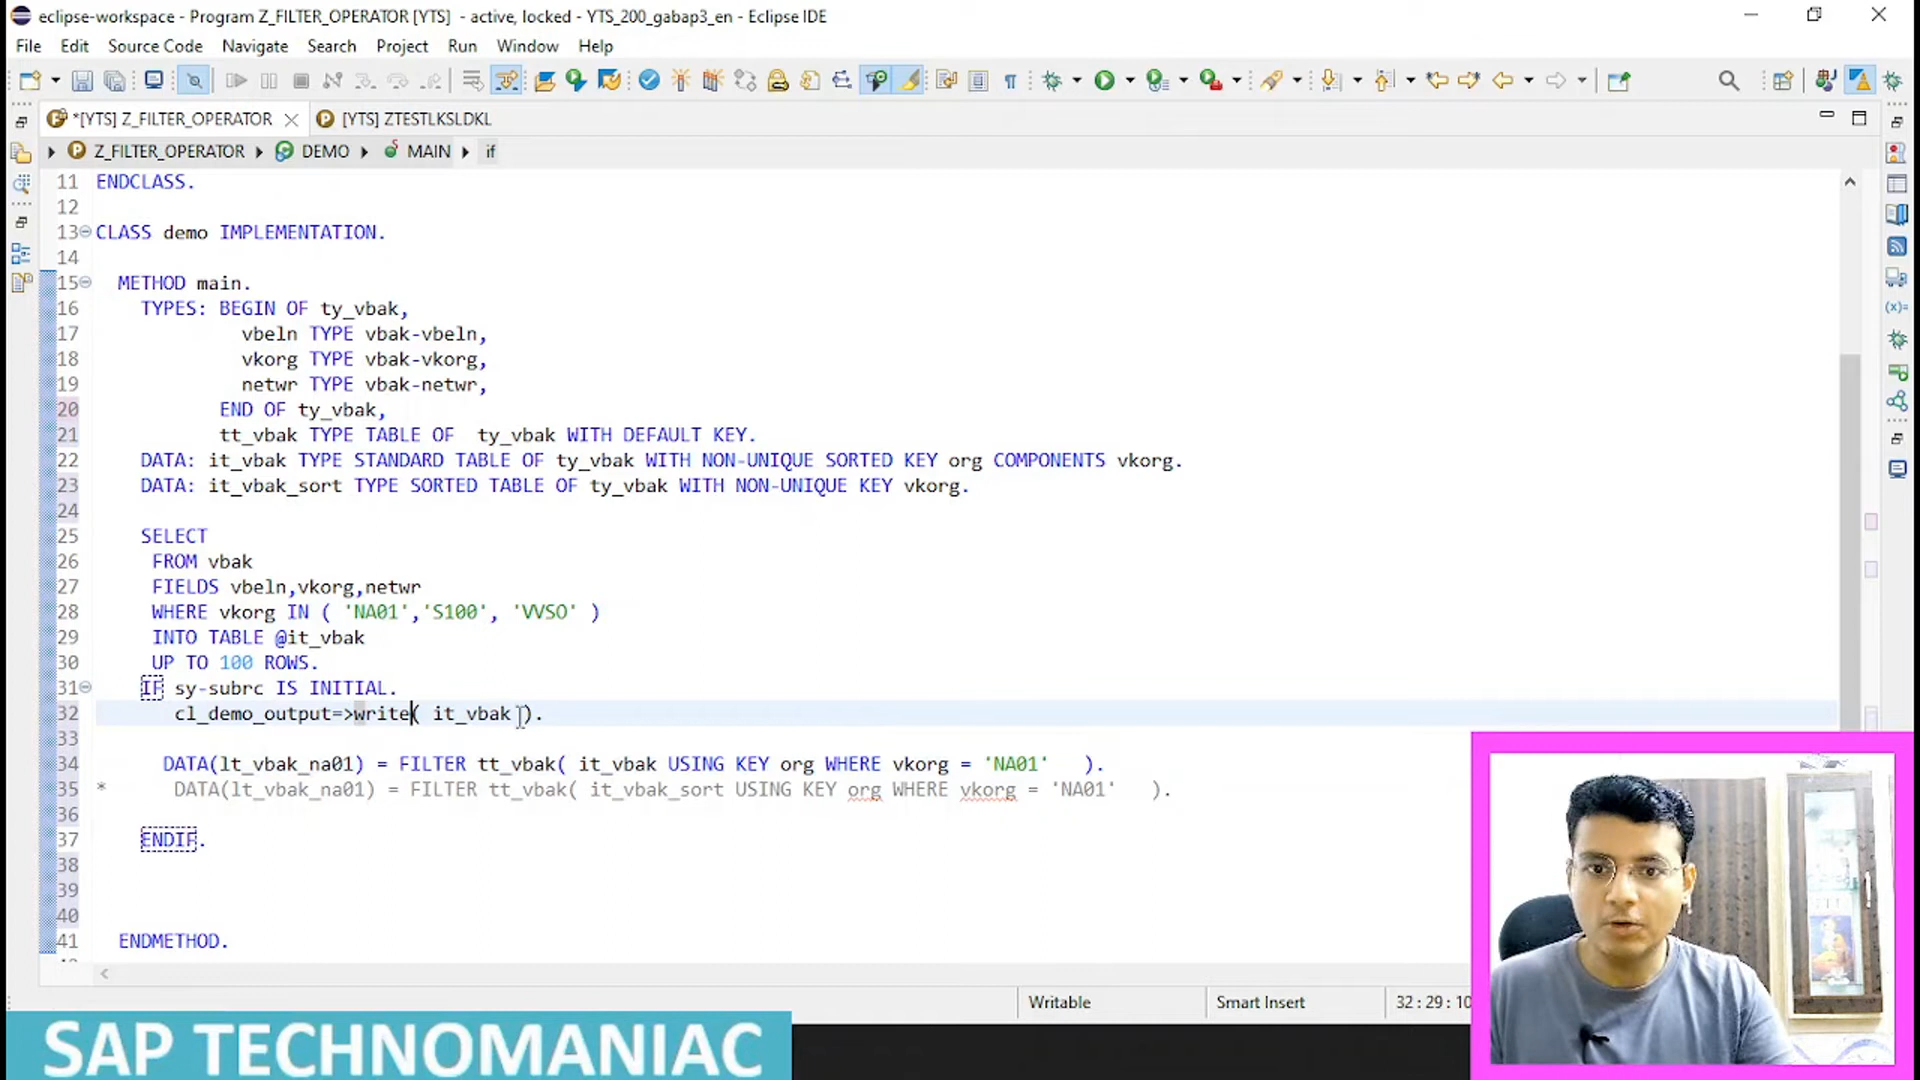 eclipse-workspace - Program Z_FILTER_OPERATOR [YTS]  - active, locked - YTS_200_gabap3_en - Eclipse IDE
File Edit Source Code Navigate Search Project Run Window Help
*[YTS] Z_FILTER_OPERATOR [YTS] ZTESTLKSLDKL
Z_FILTER_OPERATOR DEMO MAIN if
11 ENDCLASS.
12
13 CLASS demo IMPLEMENTATION.
14
15 METHOD main.
16 TYPES: BEGIN OF ty_vbak,
17 vbeln TYPE vbak-vbeln,
18 vkorg TYPE vbak-vkorg,
19 netwr TYPE vbak-netwr,
20 END OF ty_vbak,
21 tt_vbak TYPE TABLE OF  ty_vbak WITH DEFAULT KEY.
22 DATA: it_vbak TYPE STANDARD TABLE OF ty_vbak WITH NON-UNIQUE SORTED KEY org COMPONENTS vkorg.
23 DATA: it_vbak_sort TYPE SORTED TABLE OF ty_vbak WITH NON-UNIQUE KEY vkorg.
24
25 SELECT
26 FROM vbak
27 FIELDS vbeln,vkorg,netwr
28 WHERE vkorg IN ( 'NA01','S100', 'VVSO' )
29 INTO TABLE @it_vbak
30 UP TO 100 ROWS.
31 IF sy-subrc IS INITIAL.
32 cl_demo_output=>write( it_vbak ).
33
34 DATA(lt_vbak_na01) = FILTER tt_vbak( it_vbak USING KEY org WHERE vkorg = 'NA01'   ).
35 * DATA(lt_vbak_na01) = FILTER tt_vbak( it_vbak_sort USING KEY org WHERE vkorg = 'NA01'   ).
36
37 ENDIF.
38
39
40
41 ENDMETHOD.
Writable Smart Insert 32 : 29 : 10
SAP TECHNOMANIAC